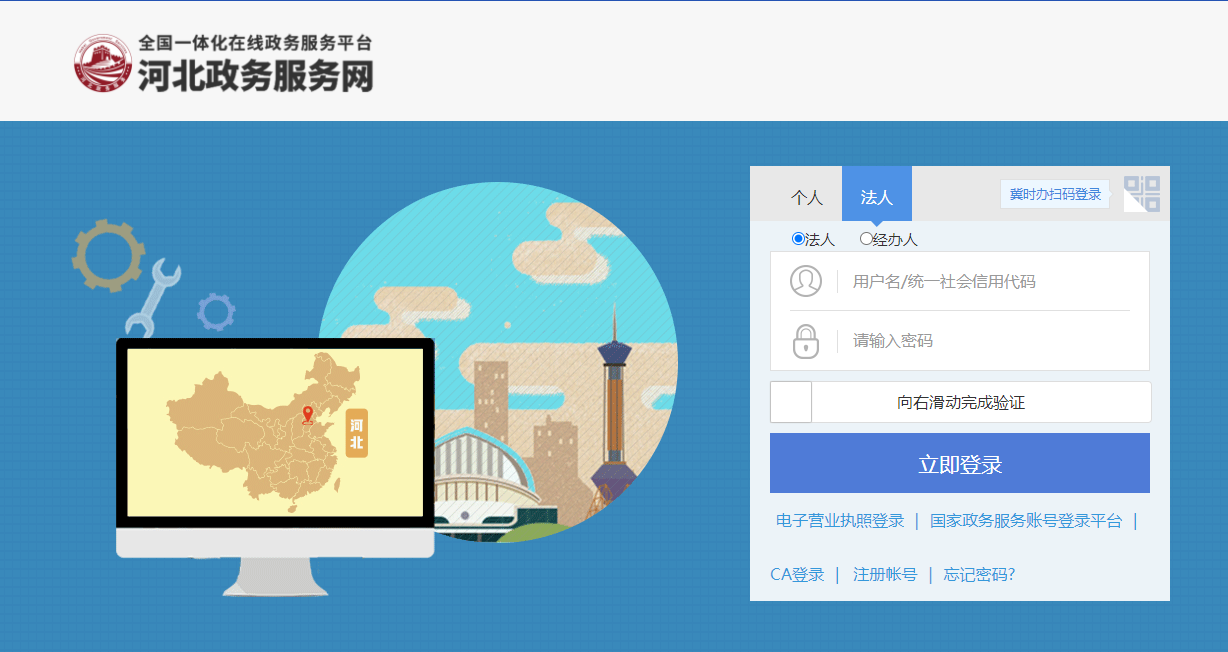 全国一体化在线政务服务平台
河北政务服务网
河北
个人
法人
冀时办扫码登录
法人
经办人
用户名/统一社会信用代码
请输入密码
向右滑动完成验证
立即登录
电子营业执照登录 | 国家政务服务账号登录平台 |
CA登录 | 注册帐号 | 忘记密码?